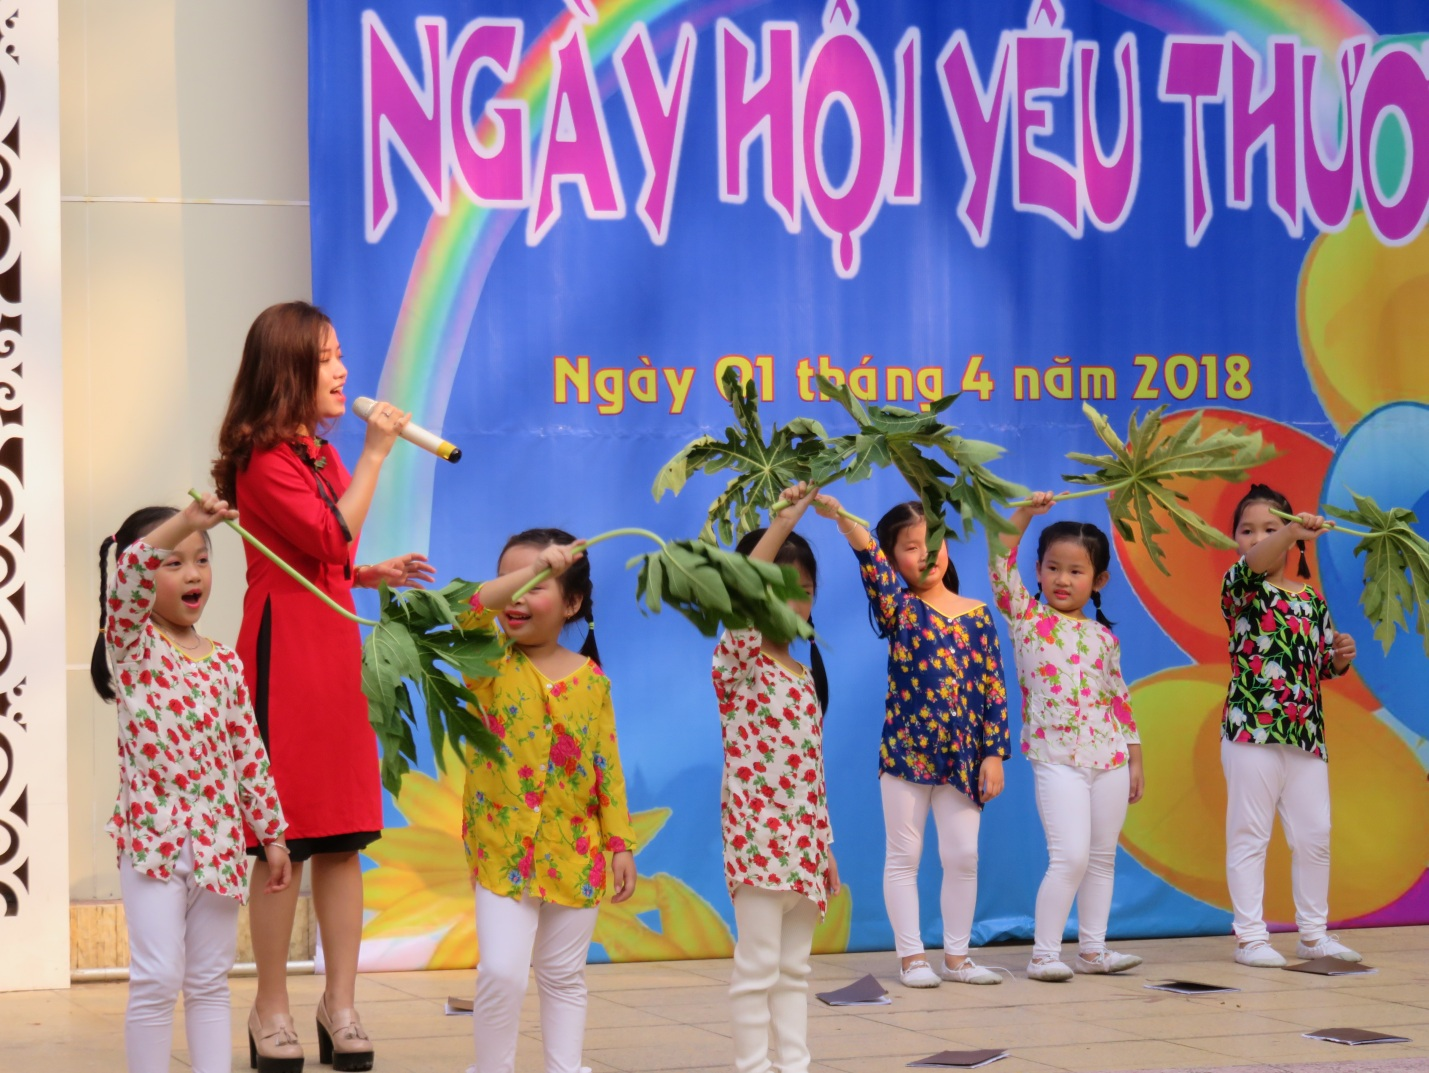 NGÀY HỘI YÊU THƯƠ
Ngày 01 tháng 4 năm 2018